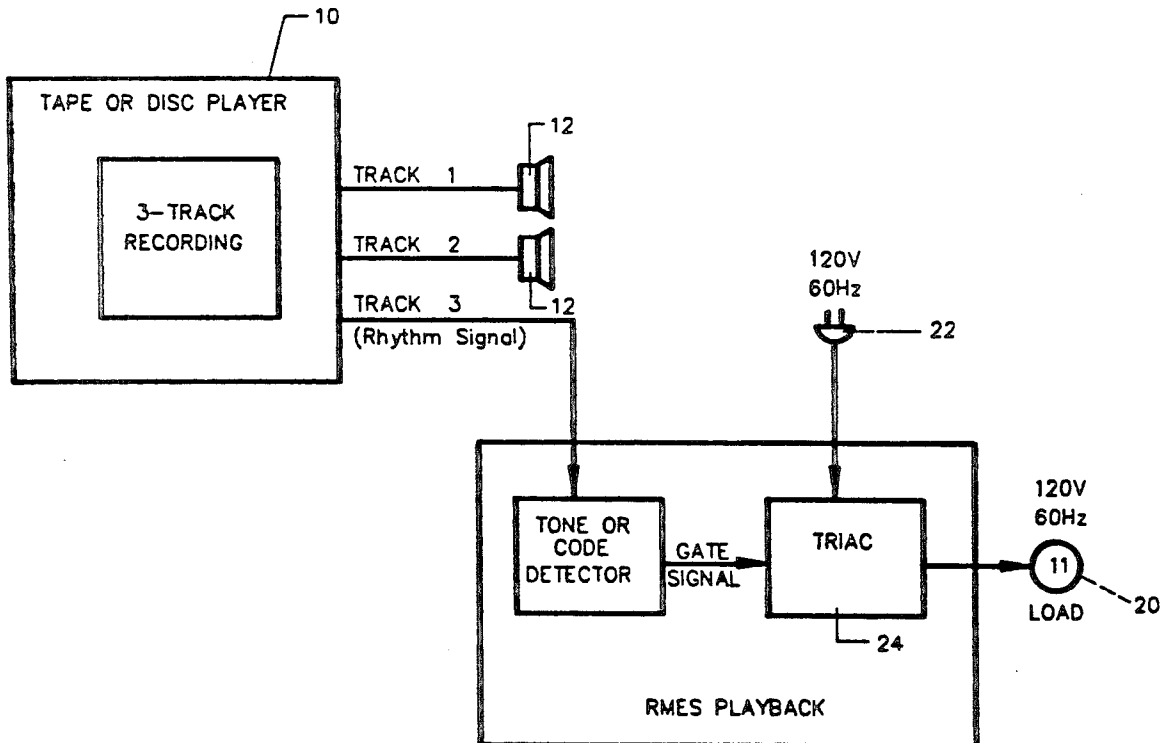 10
TAPE OR DISC PLAYER
3-TRACK
RECORDING
TRACK 1
12
TRACK 2
12
TRACK 3
(Rhythm Signal)
120V
60Hz
22
TONE OR
CODE
DETECTOR
GATE
SIGNAL
TRIAC
24
120V
60Hz
11
LOAD
20
RMES PLAYBACK